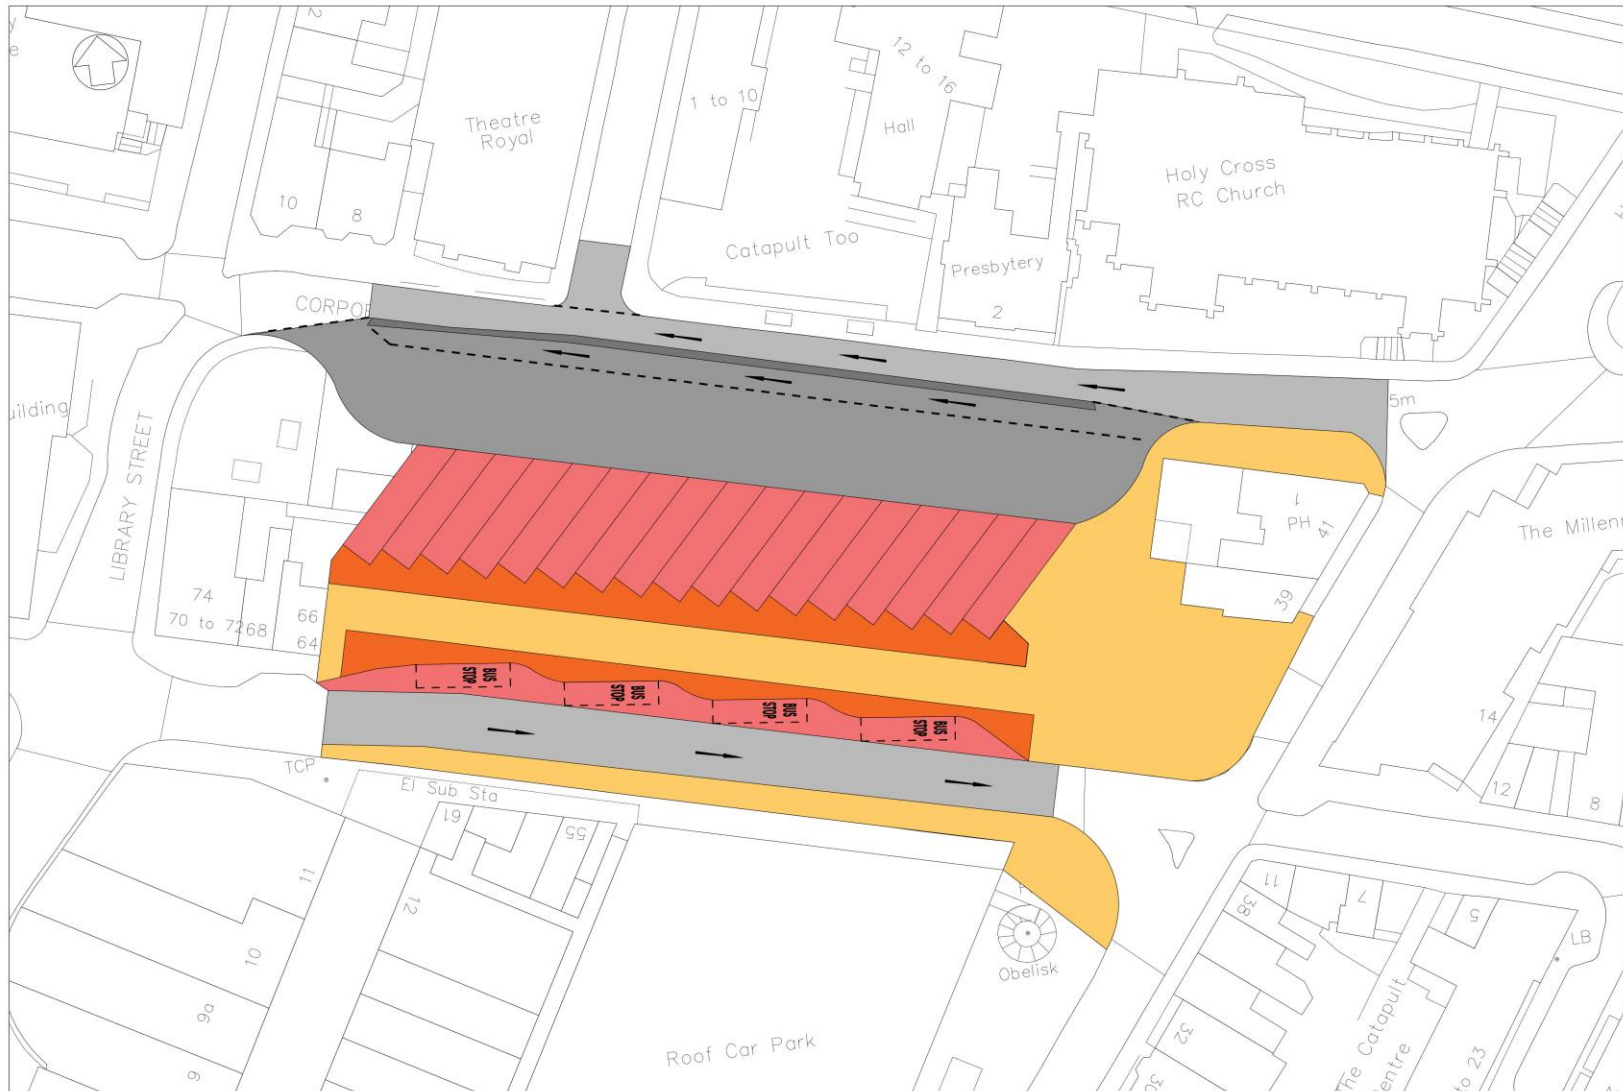 y
e
2
12 to 16
1 to 10
Theatre
Royal
Hall
Holy Cross
RC Church
10
8
Catapult Too
Presbytery
2
CORPO
5m
uilding
LIBRARY STREET
1
PH
41
The Millen
39
74
70 to 72
68
66
64
BUS
STOP
BUS
STOP
BUS
STOP
BUS
STOP
14
12
8
TCP
El Sub Sta
61
55
11
12
10
9a
9
11
38
7
5
LB
Obelisk
32
30
The Catapult
entre
to 23
Roof Car Park